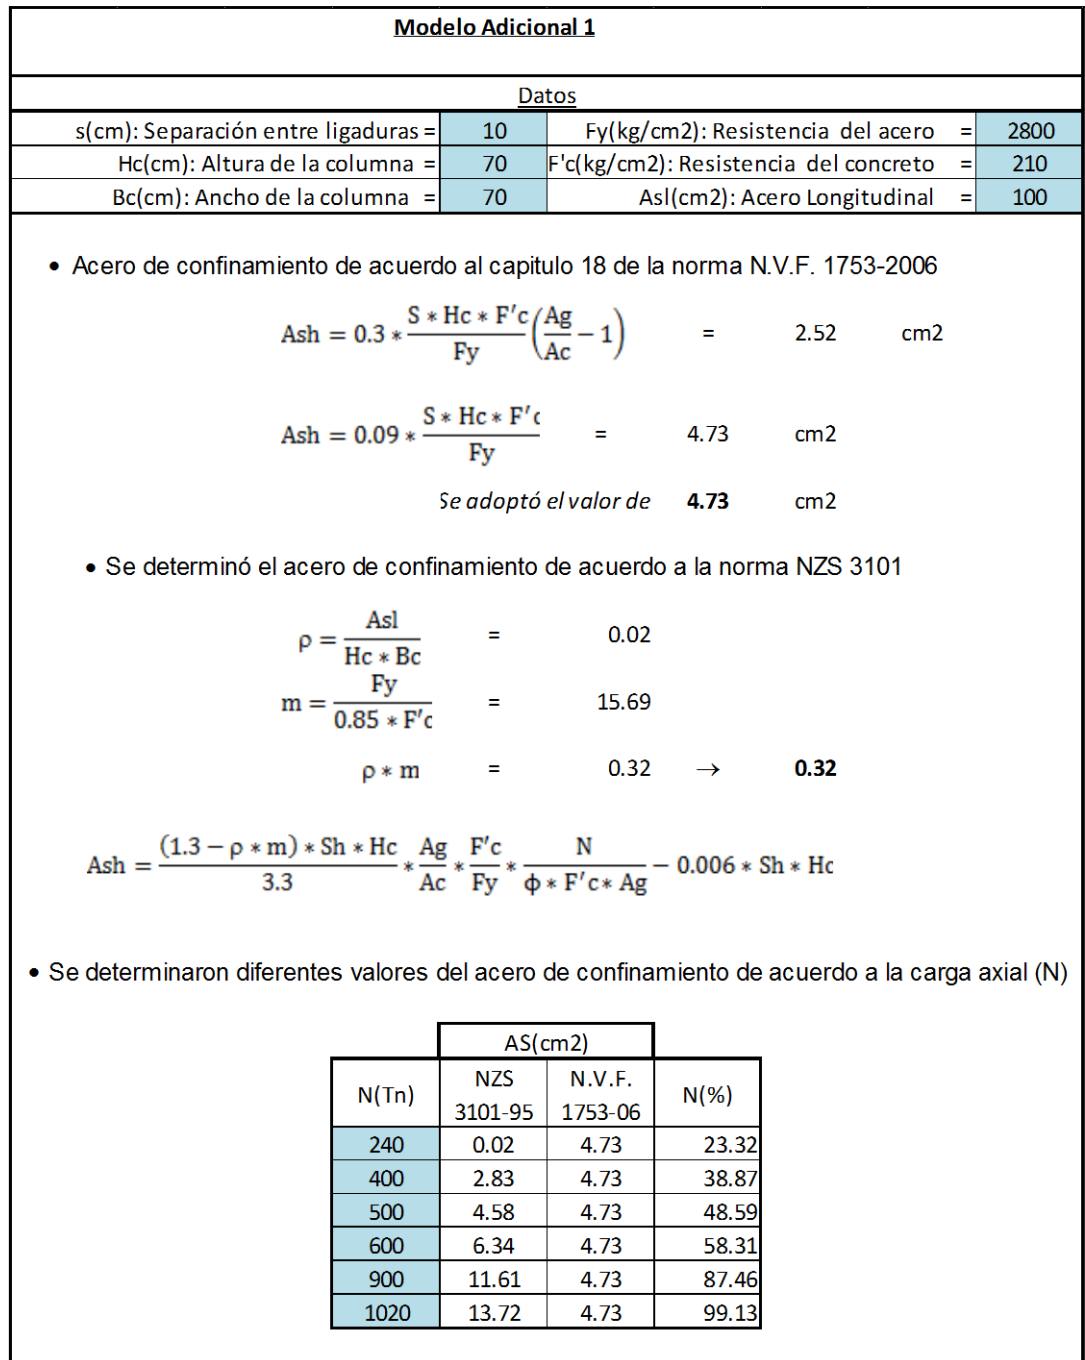 Modelo Adicional 1
Datos
s(cm): Separación entre ligaduras = 10 Fy(kg/cm2): Resistencia del acero = 2800
Hc(cm): Altura de la columna = 70 F'c(kg/cm2): Resistencia del concreto = 210
Bc(cm): Ancho de la columna = 70 Asl(cm2): Acero Longitudinal = 100
• Acero de confinamiento de acuerdo al capitulo 18 de la norma N.V.F. 1753-2006
Ash = 0.3 * S * Hc * F'c / Fy (Ag / Ac − 1) = 2.52 cm2
Ash = 0.09 * S * Hc * F'c / Fy = 4.73 cm2
Se adoptó el valor de 4.73 cm2
• Se determinó el acero de confinamiento de acuerdo a la norma NZS 3101
ρ = Asl / Hc * Bc = 0.02
m = Fy / 0.85 * F'c = 15.69
ρ * m = 0.32 → 0.32
Ash = (1.3 − ρ * m) * Sh * Hc / 3.3 * Ag / Ac * F'c / Fy * N / ϕ * F'c * Ag − 0.006 * Sh * Hc
• Se determinaron diferentes valores del acero de confinamiento de acuerdo a la carga axial (N)
AS(cm2)
N(Tn) NZS 3101-95 N.V.F. 1753-06 N(%)
240 0.02 4.73 23.32
400 2.83 4.73 38.87
500 4.58 4.73 48.59
600 6.34 4.73 58.31
900 11.61 4.73 87.46
1020 13.72 4.73 99.13